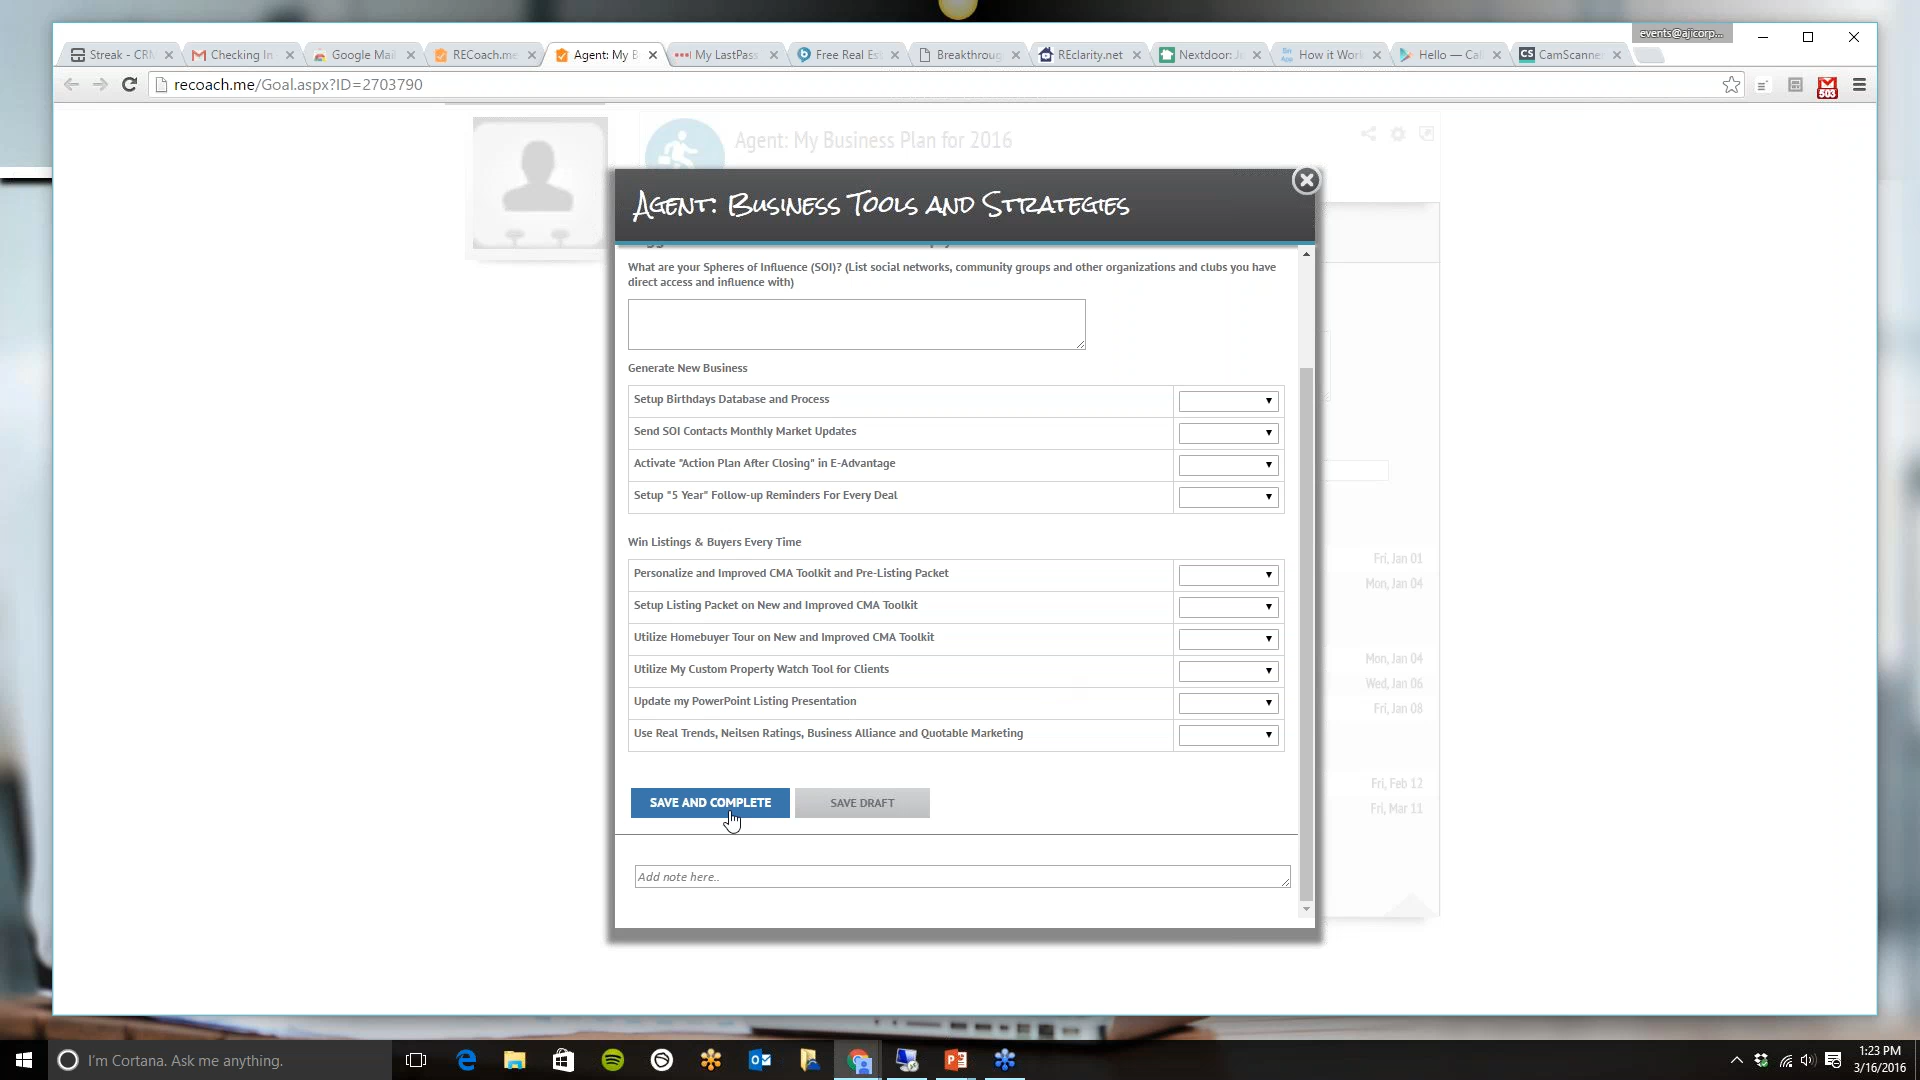 events@ajicorp...
Streak - CRM
Checking In
Google Mail
RECoach.me
Agent: My B
My LastPass
Free Real Es
Breakthroug
REclarity.net
Nextdoor: J
How it Work
Hello — Cal
CS CamScanne
recoach.me/Goal.aspx?ID=2703790
503
Agent: My Business Plan for 2016
Agent: Business Tools and Strategies
What are your Spheres of Influence (SOI)? (List social networks, community groups and other organizations and clubs you have
direct access and influence with)
Generate New Business
Setup Birthdays Database and Process
Send SOI Contacts Monthly Market Updates
Activate "Action Plan After Closing" in E-Advantage
Setup "5 Year" Follow-up Reminders For Every Deal
Win Listings & Buyers Every Time
Personalize and Improved CMA Toolkit and Pre-Listing Packet
Setup Listing Packet on New and Improved CMA Toolkit
Utilize Homebuyer Tour on New and Improved CMA Toolkit
Utilize My Custom Property Watch Tool for Clients
Update my PowerPoint Listing Presentation
Use Real Trends, Neilsen Ratings, Business Alliance and Quotable Marketing
Fri, Jan 01
Mon, Jan 04
Mon, Jan 04
Wed, Jan 06
Fri, Jan 08
Fri, Feb 12
Fri, Mar 11
SAVE AND COMPLETE
SAVE DRAFT
Add note here..
I'm Cortana. Ask me anything.
1:23 PM
3/16/2016